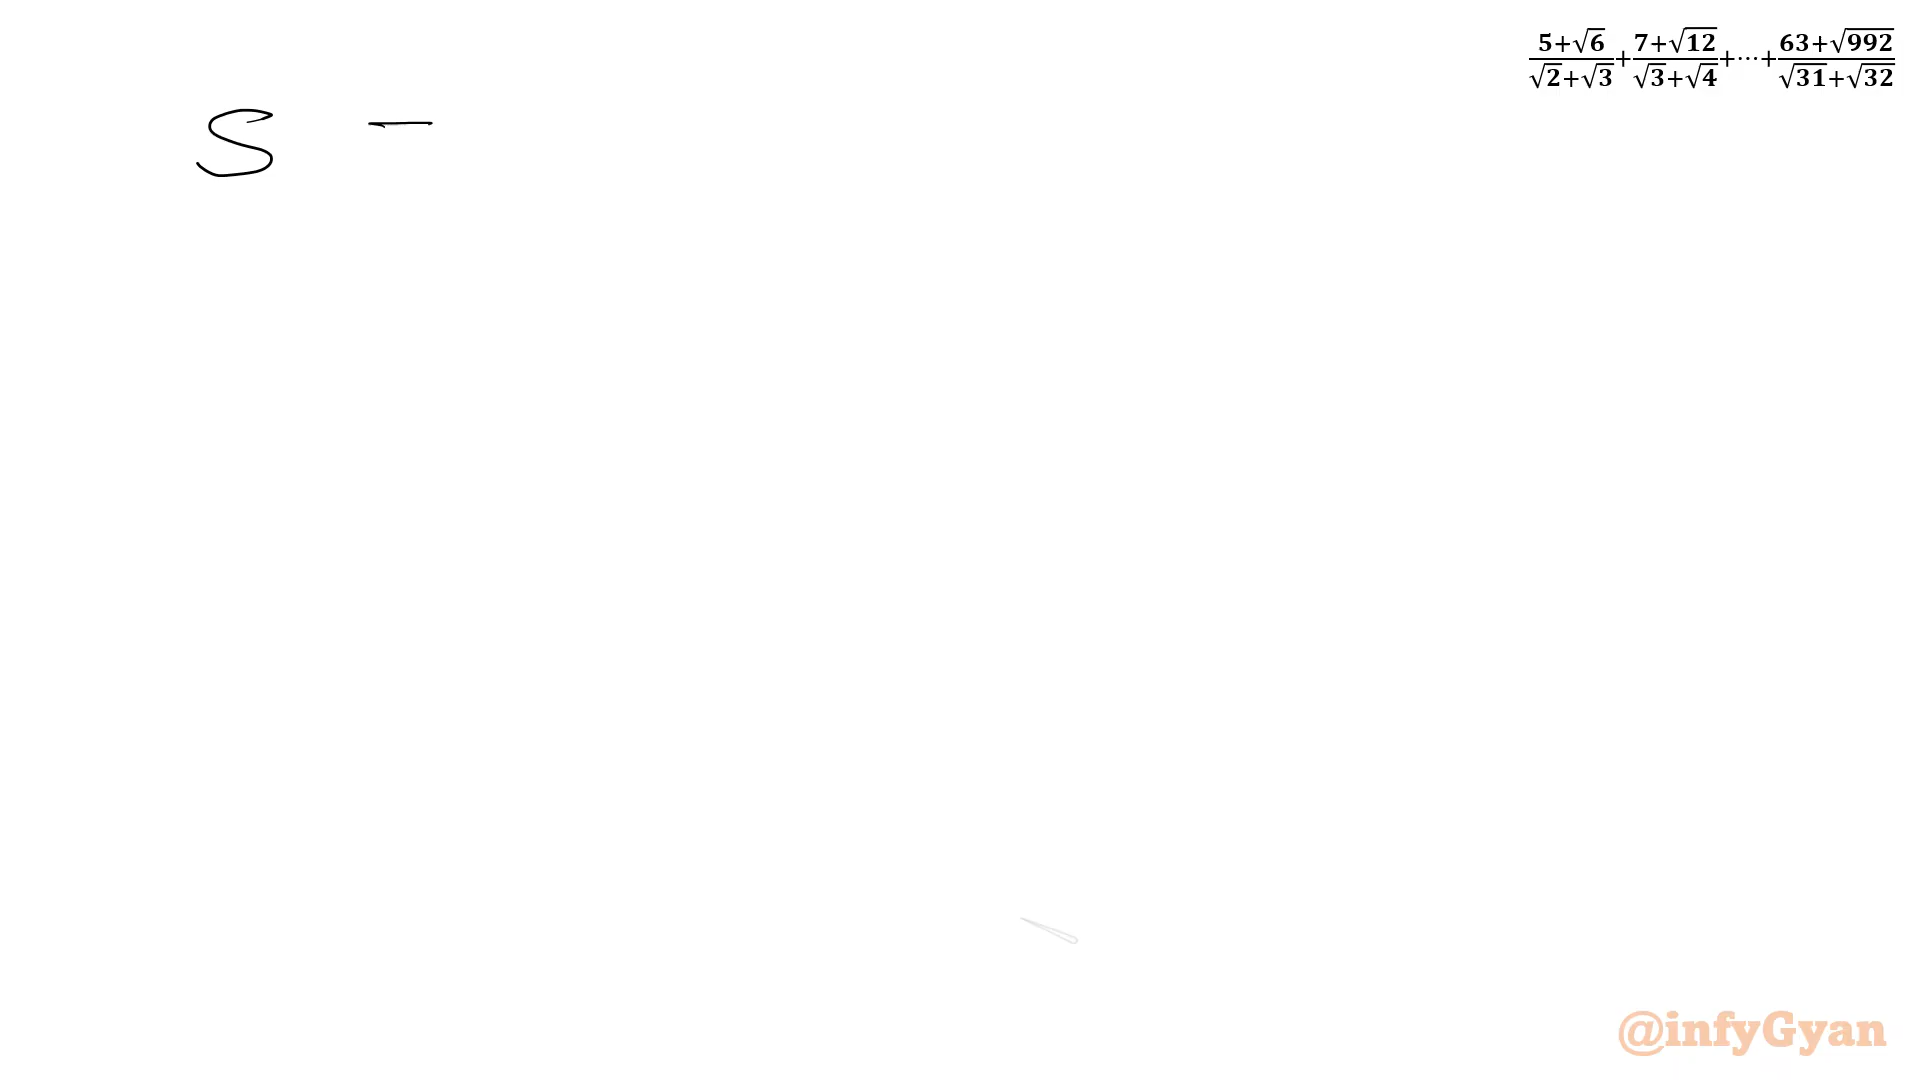 (5+√6)/(√2+√3) + (7+√12)/(√3+√4) + ⋯ + (63+√992)/(√31+√32)
S −
@infyGyan